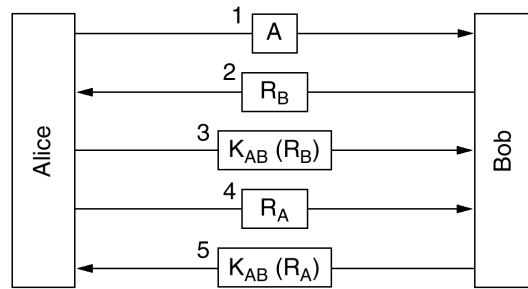 Alice
Bob
1 A
2 R_B
3 K_AB (R_B)
4 R_A
5 K_AB (R_A)